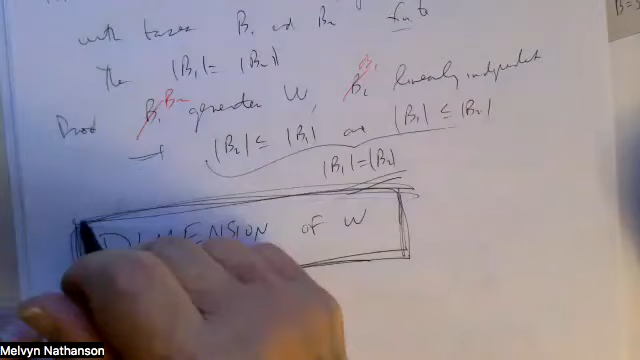 with bases B₁ and B₂ finite
Then |B₁| = |B₂|
B₂ B₁
Proof B₁ generates W, B₂ linearly independent
⇒ |B₂| ≤ |B₁| and |B₁| ≤ |B₂|
|B₁| = |B₂|
DIMENSION OF W
Melvyn Nathanson